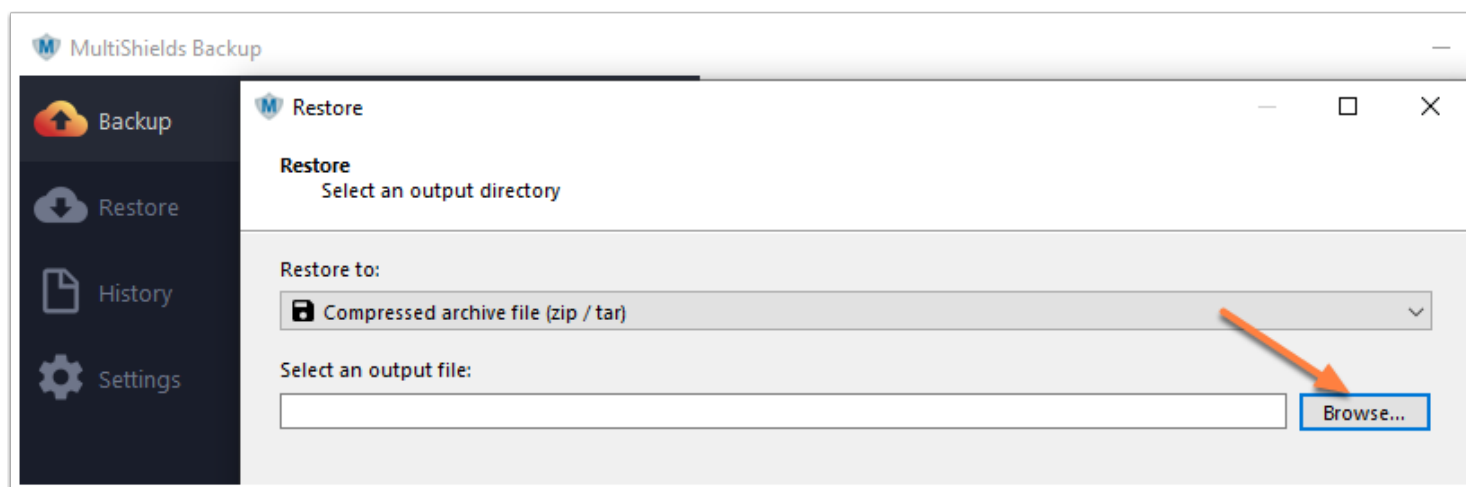 MultiShields Backup
Backup
Restore
History
Settings
Restore
Restore
Select an output directory
Restore to:
Compressed archive file (zip / tar)
Select an output file:
Browse...